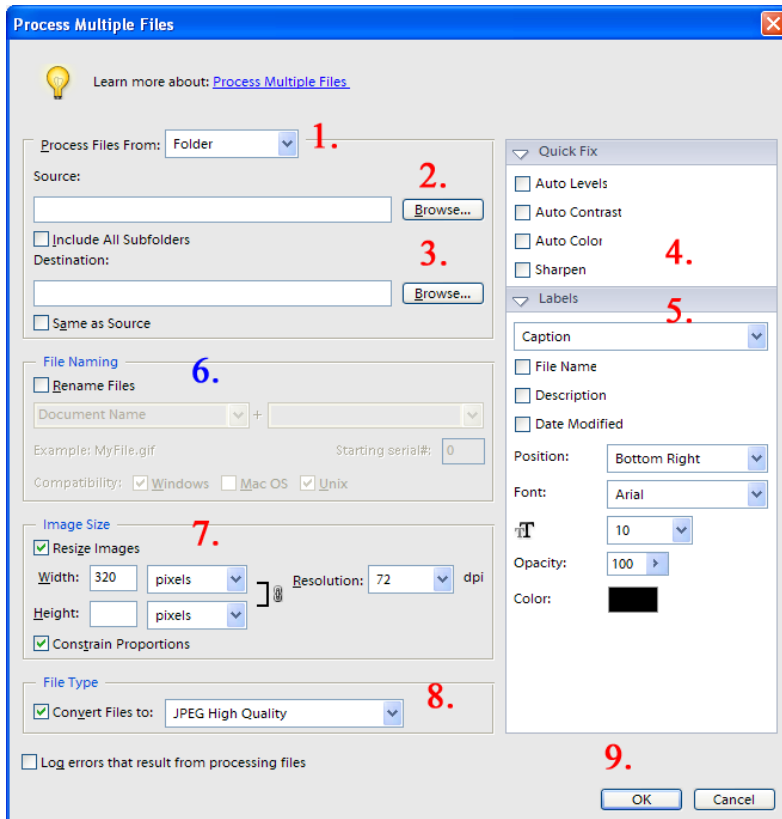 Process Multiple Files
Learn more about: Process Multiple Files
Process Files From: Folder
1.
Source:
2.
Browse...
Include All Subfolders
Destination:
3.
Browse...
Same as Source
File Naming
6.
Rename Files
Document Name + 
Example: MyFile.gif Starting serial#: 0
Compatibility: Windows Mac OS Unix
Image Size
7.
Resize Images
Width: 320 pixels Resolution: 72 dpi
Height: pixels
Constrain Proportions
File Type
8.
Convert Files to: JPEG High Quality
Log errors that result from processing files
Quick Fix
Auto Levels
Auto Contrast
Auto Color
4.
Sharpen
Labels
5.
Caption
File Name
Description
Date Modified
Position: Bottom Right
Font: Arial
TT 10
Opacity: 100
Color:
9.
OK Cancel